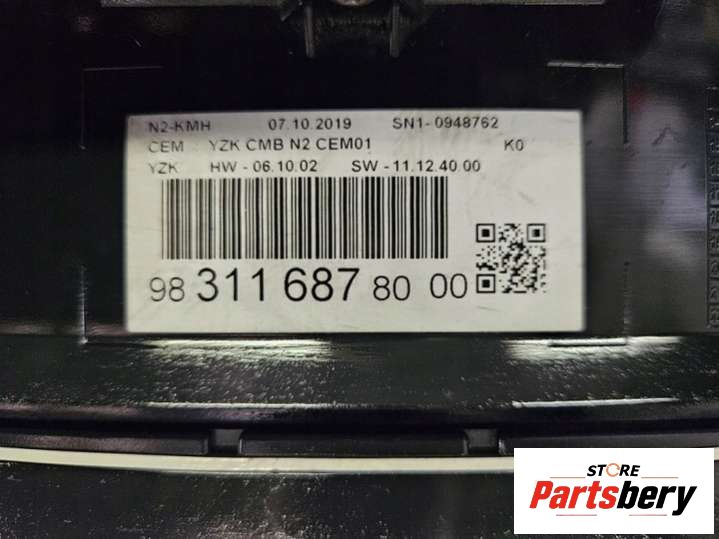 N2-KMH 07.10.2019 SN1-0948762
CEM YZK CMB N2 CEM01 K0
YZK HW - 06.10.02 SW - 11.12.40.00
98 311 687 80 00
STORE
Partsbery